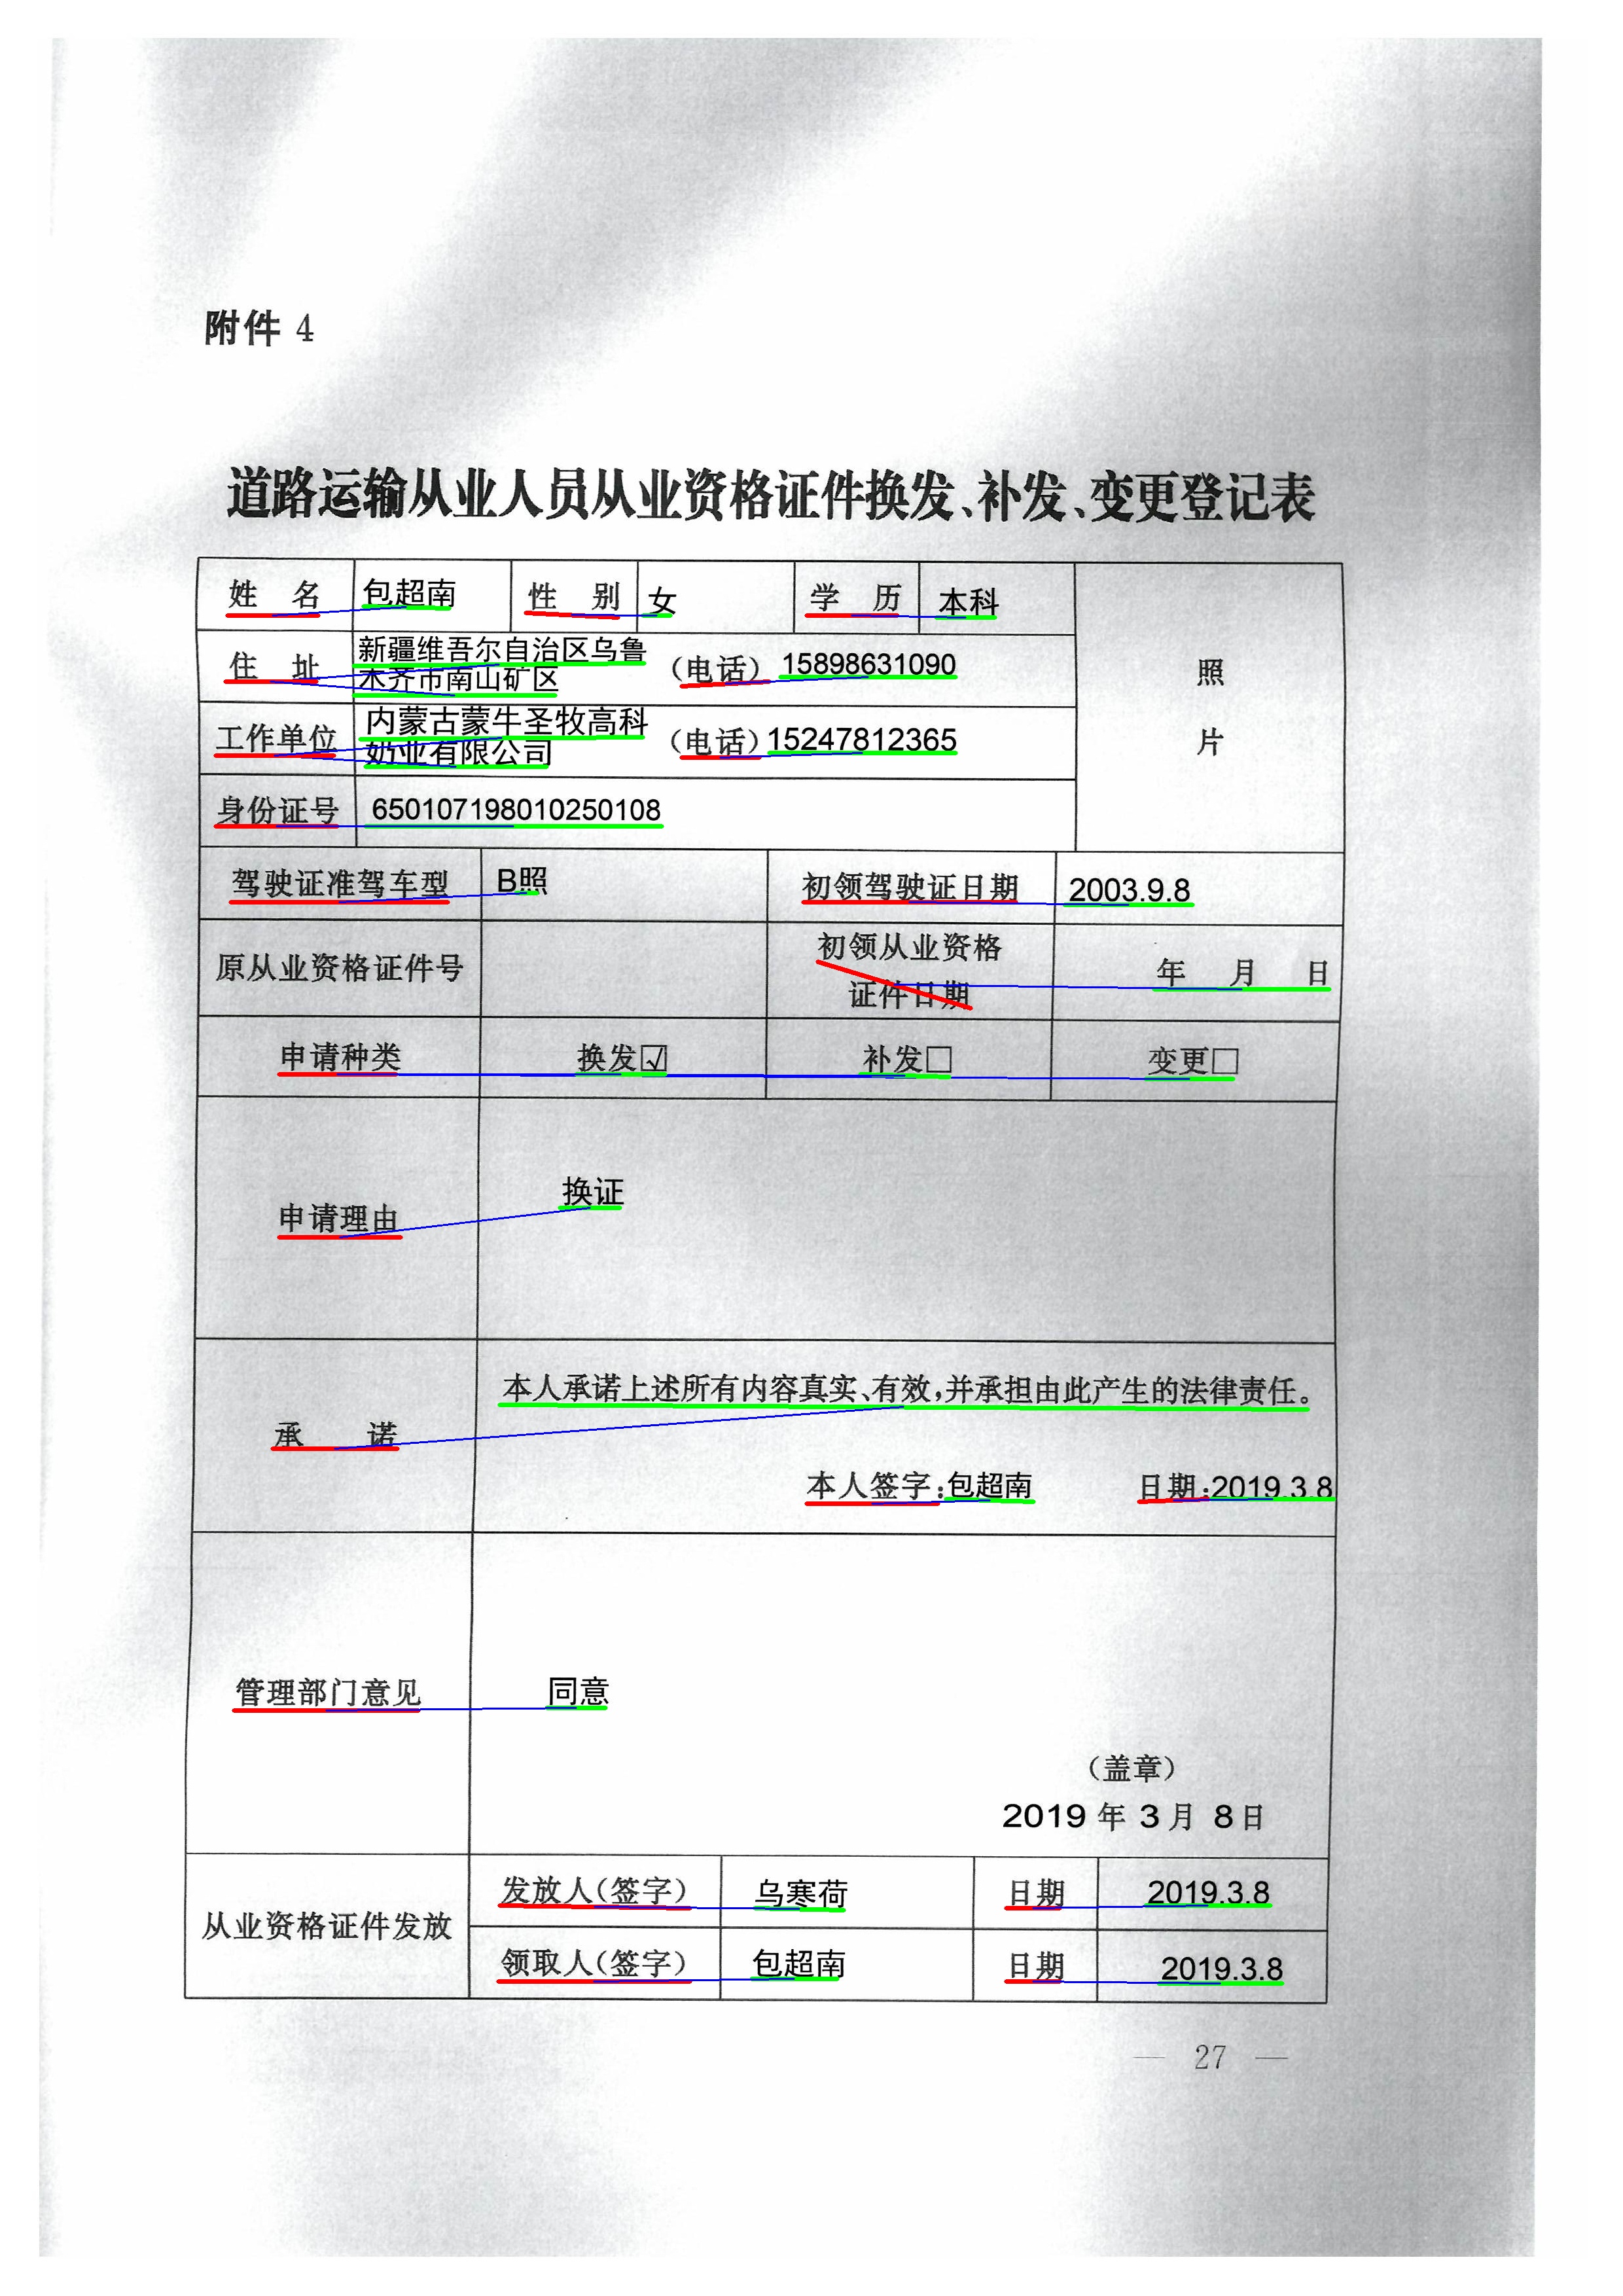 附件 4
道路运输从业人员从业资格证件换发、补发、变更登记表
姓 名 包超南 性 别 女 学 历 本科
住 址 新疆维吾尔自治区乌鲁 (电话) 15898631090
木齐市南山矿区
照
片
工作单位 内蒙古蒙牛圣牧高科 (电话) 15247812365
奶业有限公司
身份证号 650107198010250108
驾驶证准驾车型 B照 初领驾驶证日期 2003.9.8
原从业资格证件号 初领从业资格 年 月 日
证件日期
申请种类 换发☑ 补发□ 变更□
申请理由 换证
承 诺 本人承诺上述所有内容真实、有效,并承担由此产生的法律责任。
本人签字:包超南 日期:2019.3.8
管理部门意见 同意
(盖章)
2019 年 3 月 8 日
从业资格证件发放
发放人(签字) 乌寒荷 日期 2019.3.8
领取人(签字) 包超南 日期 2019.3.8
— 27 —